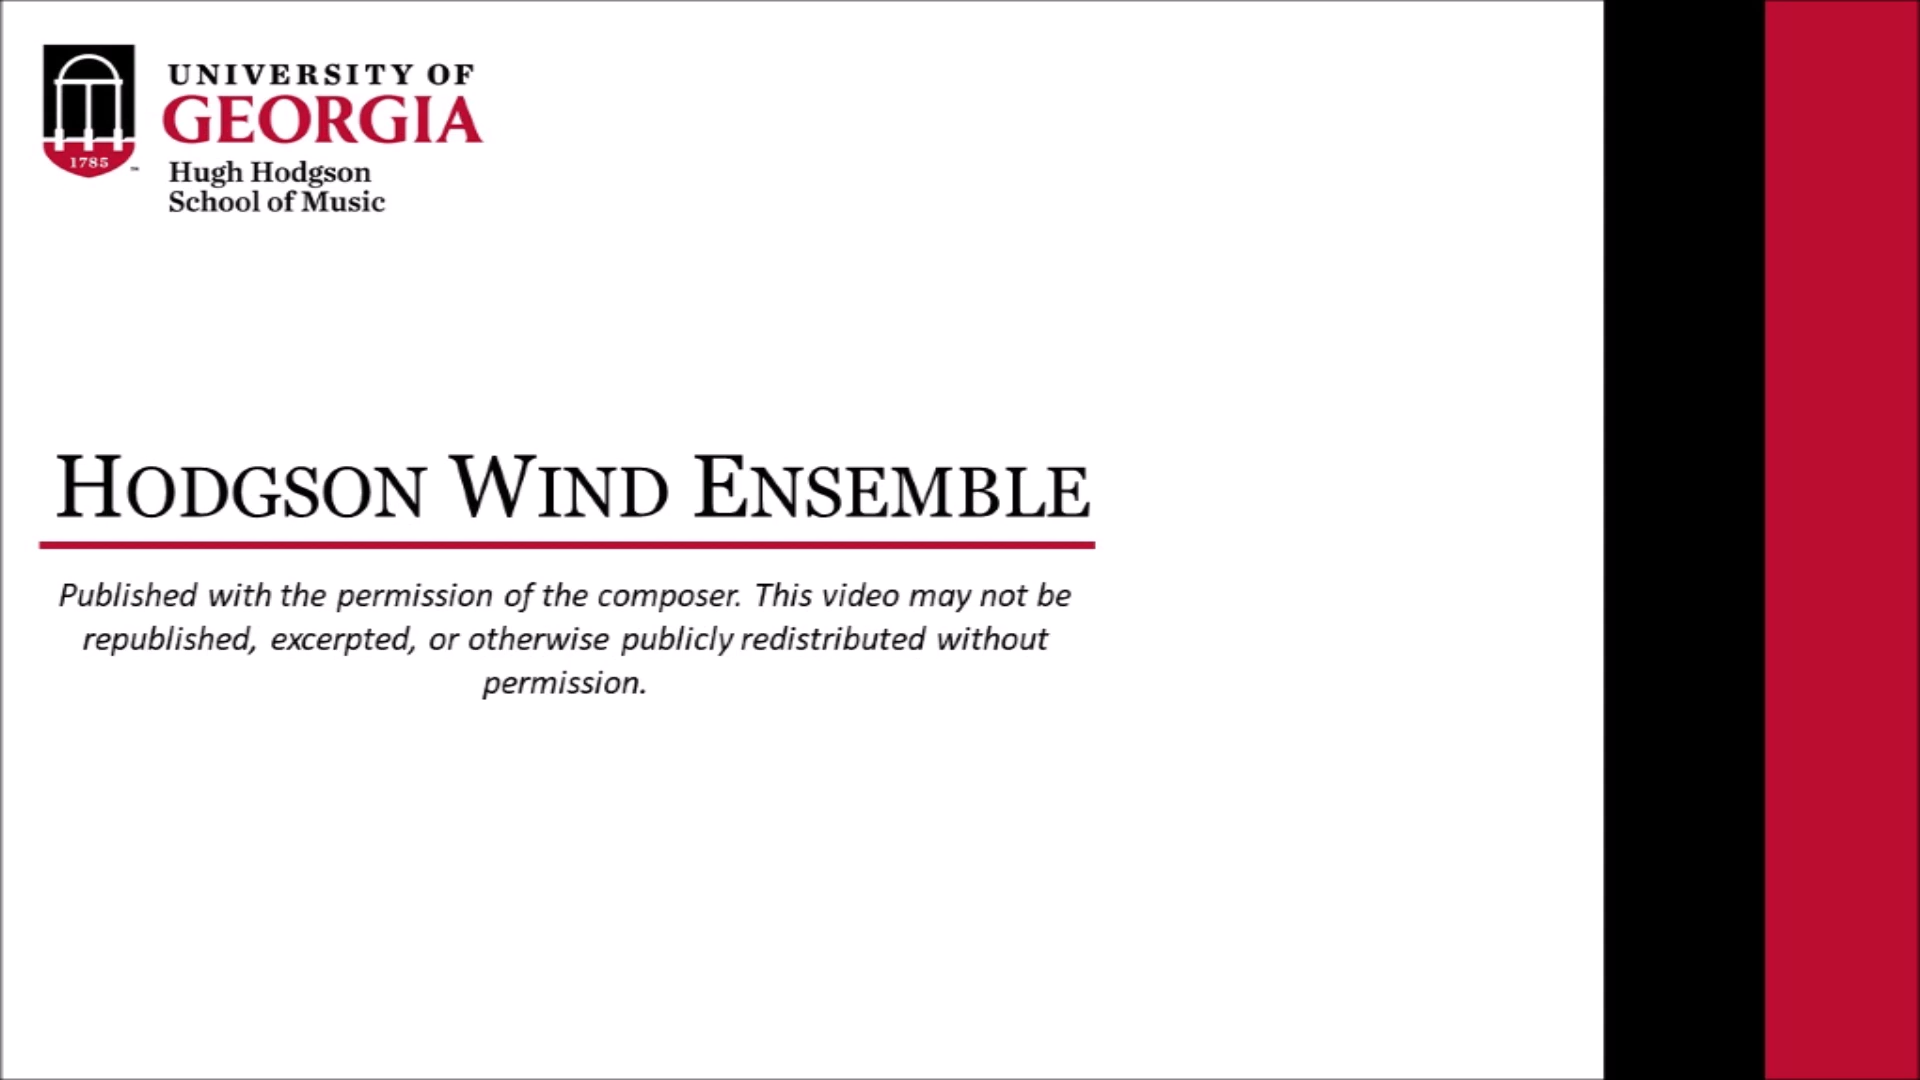 UNIVERSITY OF
GEORGIA
1785
™
Hugh Hodgson
School of Music
HODGSON WIND ENSEMBLE
Published with the permission of the composer. This video may not be
republished, excerpted, or otherwise publicly redistributed without
permission.